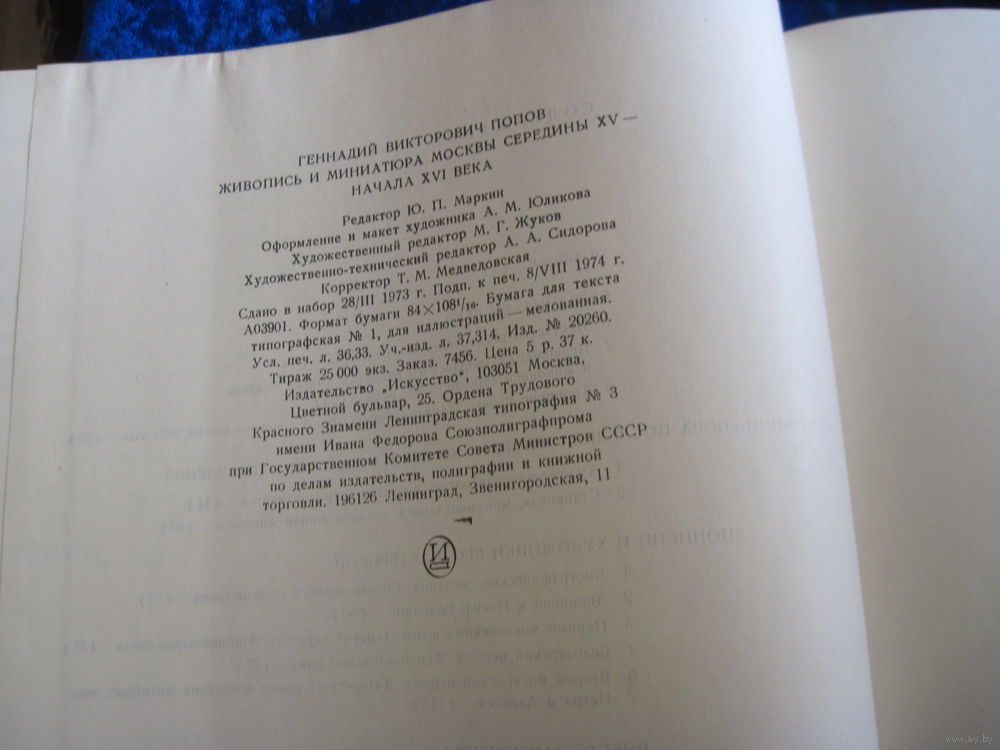 ГЕННАДИЙ ВИКТОРОВИЧ ПОПОВ
ЖИВОПИСЬ И МИНИАТЮРА МОСКВЫ СЕРЕДИНЫ XV —
НАЧАЛА XVI ВЕКА
Редактор Ю. П. Маркин
Оформление и макет художника А. М. Юликова
Художественный редактор М. Г. Жуков
Художественно-технический редактор А. А. Сидорова
Корректор Т. М. Медведовская
Сдано в набор 28/III 1973 г. Подп. к печ. 8/VIII 1974 г.
А03901. Формат бумаги 84×108¹/₁₆. Бумага для текста
типографская № 1, для иллюстраций — мелованная.
Усл. печ. л. 36,33. Уч.-изд. л. 37,314. Изд. № 20260.
Тираж 25 000 экз. Заказ. 7456. Цена 5 р. 37 к.
Издательство „Искусство", 103051 Москва,
Цветной бульвар, 25. Ордена Трудового
Красного Знамени Ленинградская типография № 3
имени Ивана Федорова Союзполиграфпрома
при Государственном Комитете Совета Министров СССР
по делам издательств, полиграфии и книжной
торговли. 196126 Ленинград, Звенигородская, 11
И
www.ay.by